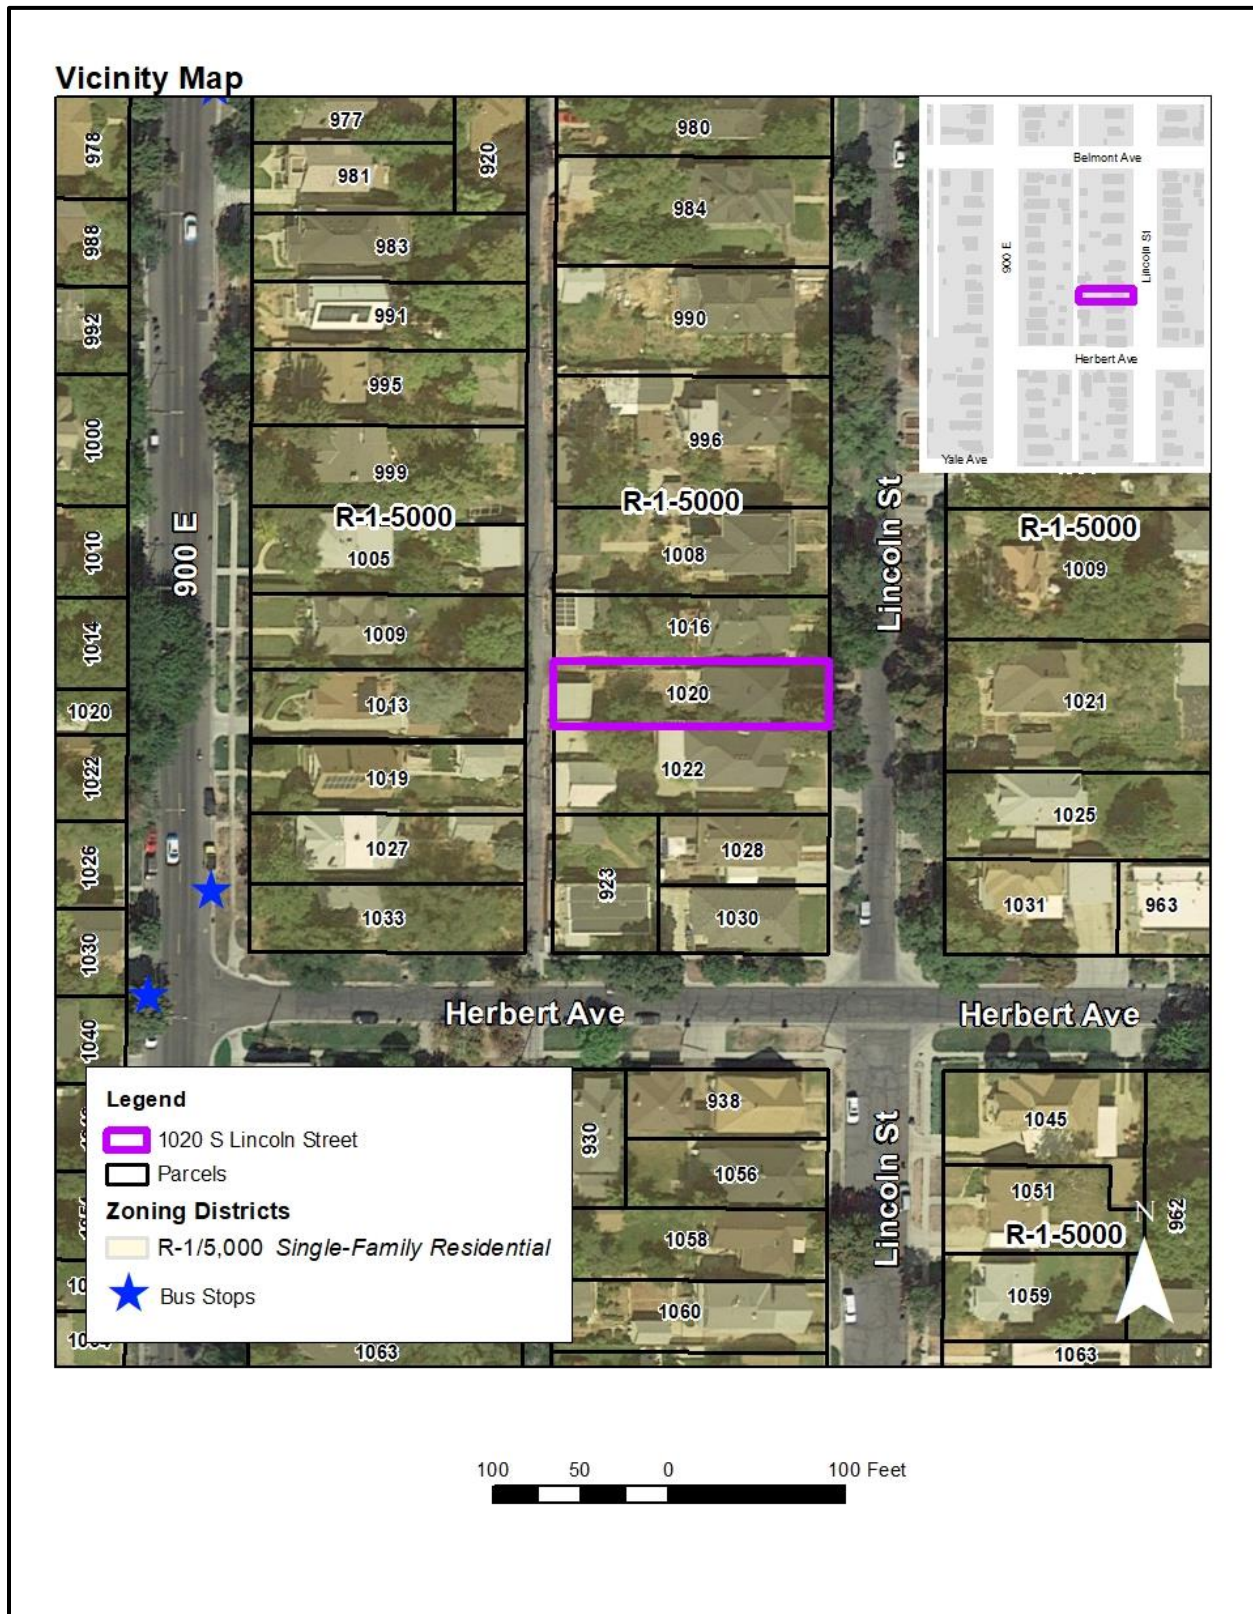 Vicinity Map
978
988
992
1000
1010
1014
1020
1022
1026
1030
1040
900 E
977
981
920
983
991
995
999
R-1-5000
1005
1009
1013
1019
1027
1033
980
984
990
996
R-1-5000
1008
1016
1020
1022
923
1028
1030
Lincoln St
Belmont Ave
900 E
Lincoln St
Herbert Ave
Yale Ave
R-1-5000
1009
1021
1025
1031
963
Herbert Ave
Herbert Ave
930
938
1056
1058
1060
1063
Lincoln St
1045
1051
962
R-1-5000
N
1059
1063
Legend
1020 S Lincoln Street
Parcels
Zoning Districts
R-1/5,000 Single-Family Residential
Bus Stops
100 50 0 100 Feet